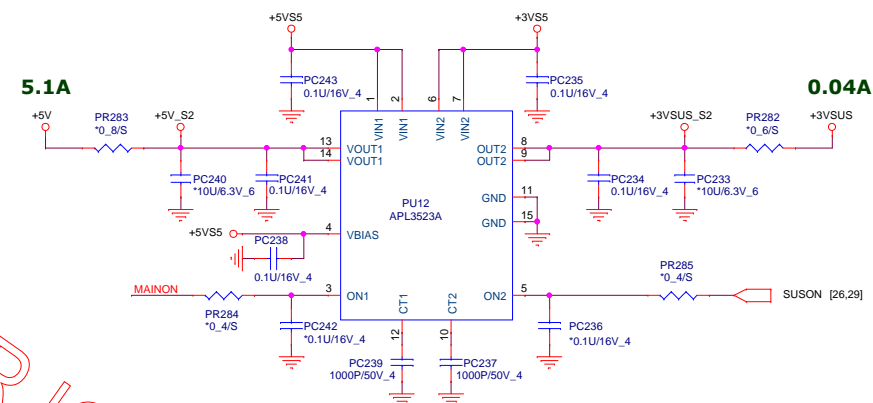 +5VS5
+3VS5
5.1A
0.04A
PC243
0.1U/16V_4
PC235
0.1U/16V_4
+5V
PR283
*0_8/S
+5V_S2
1
2
6
7
VIN1
VIN1
VIN2
VIN2
+3VSUS_S2
PR282
*0_6/S
+3VSUS
13
14
VOUT1
VOUT1
OUT2
OUT2
8
9
PC240
*10U/6.3V_6
PC241
0.1U/16V_4
PC234
0.1U/16V_4
PC233
*10U/6.3V_6
PU12
APL3523A
GND
11
GND
15
+5VS5
4
VBIAS
PC238
0.1U/16V_4
MAINON
PR284
*0_4/S
3
ON1
ON2
5
PR285
*0_4/S
SUSON [26,29]
CT1
CT2
12
10
PC242
*0.1U/16V_4
PC236
*0.1U/16V_4
PC239
1000P/50V_4
PC237
1000P/50V_4